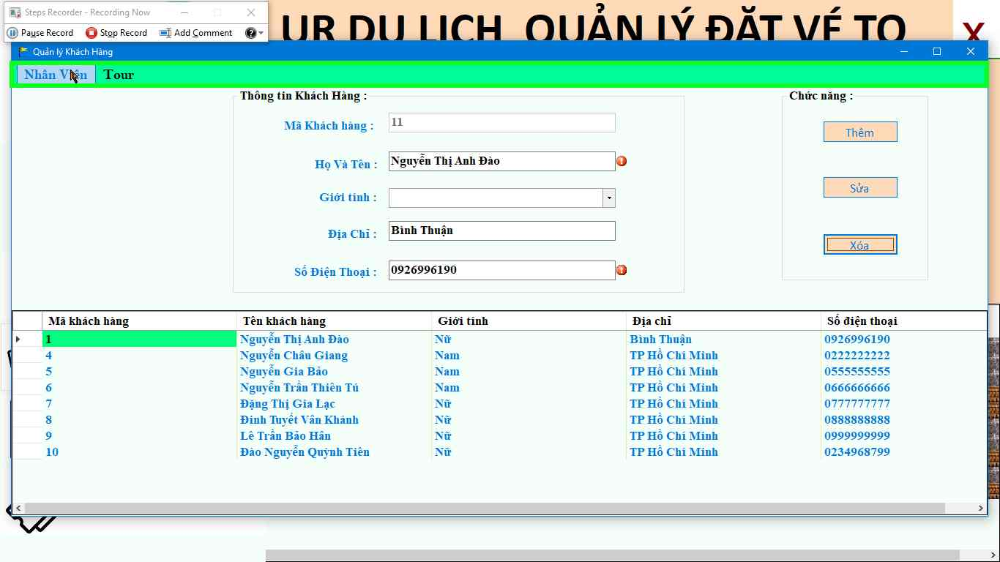 Steps Recorder - Recording Now
Pause Record Stop Record Add Comment
UR DU LỊCH QUẢN LÝ ĐẶT VÉ TO
X
Quản lý Khách Hàng
Nhân Viên Tour
Thông tin Khách Hàng :
Mã Khách hàng : 11
Họ Và Tên : Nguyễn Thị Anh Đào
Giới tính :
Địa Chỉ : Bình Thuận
Số Điện Thoại : 0926996190
Chức năng :
Thêm
Sửa
Xóa
Mã khách hàng Tên khách hàng Giới tính Địa chỉ Số điện thoại
1 Nguyễn Thị Anh Đào Nữ Bình Thuận 0926996190
4 Nguyễn Châu Giang Nam TP Hồ Chí Minh 0222222222
5 Nguyễn Gia Bảo Nam TP Hồ Chí Minh 0555555555
6 Nguyễn Trần Thiên Tú Nam TP Hồ Chí Minh 0666666666
7 Đặng Thị Gia Lạc Nữ TP Hồ Chí Minh 0777777777
8 Đinh Tuyết Vân Khánh Nữ TP Hồ Chí Minh 0888888888
9 Lê Trần Bảo Hân Nữ TP Hồ Chí Minh 0999999999
10 Đào Nguyễn Quỳnh Tiên Nữ TP Hồ Chí Minh 0234968799